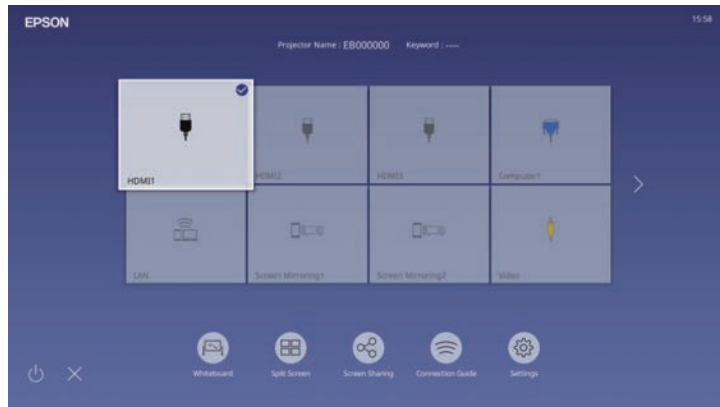 EPSON
15:58
Projector Name : EB000000 Keyword : ----
HDMI1
HDMI2
HDMI3
Computer1
LAN
Screen Mirroring1
Screen Mirroring2
Video
Whiteboard
Split Screen
Screen Sharing
Connection Guide
Settings